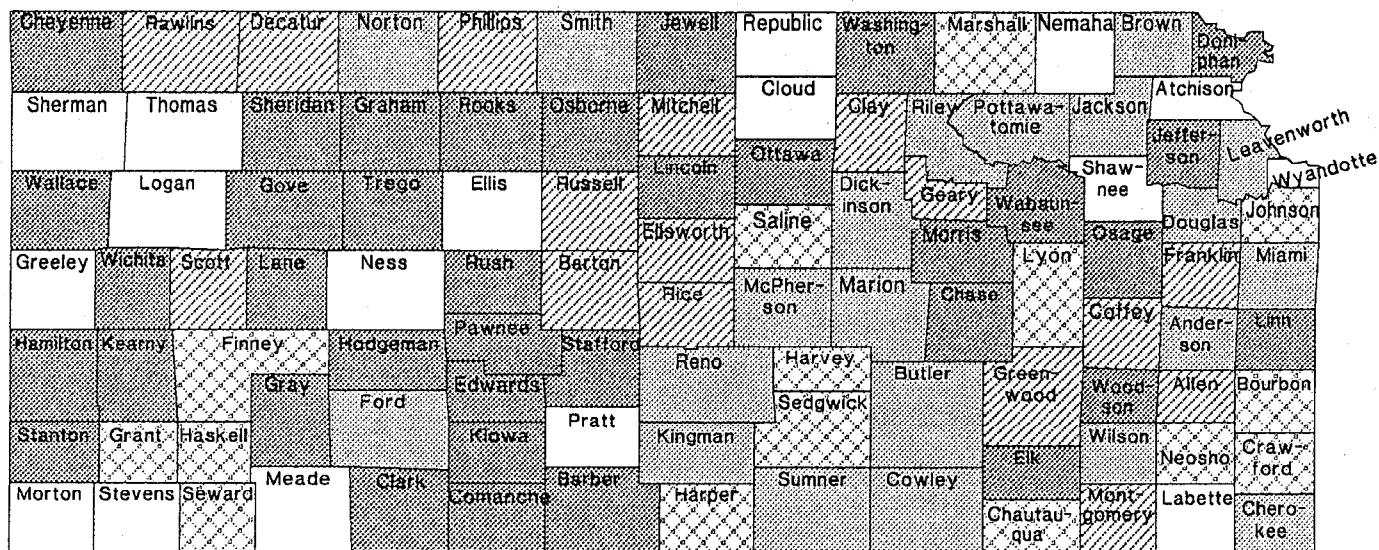 Cheyenne
Rawlins
Decatur
Norton
Phillips
Smith
Jewell
Republic
Washing-
ton
Marshall
Nemaha
Brown
Doni-
phan
Sherman
Thomas
Sheridan
Graham
Rooks
Osborne
Mitchell
Cloud
Clay
Riley
Pottawa-
tomie
Jackson
Atchison
Jeffer-
son
Leavenworth
Wyandotte
Wallace
Logan
Gove
Trego
Ellis
Russell
Lincoln
Ottawa
Dick-
inson
Geary
Wabaun-
see
Shaw-
nee
Douglas
Johnson
Greeley
Wichita
Scott
Lane
Ness
Rush
Barton
Ellsworth
Saline
Morris
Lyon
Osage
Franklin
Miami
Rice
McPher-
son
Marion
Chase
Coffey
Ander-
son
Linn
Hamilton
Kearny
Finney
Hodgeman
Pawnee
Stafford
Reno
Harvey
Butler
Green-
wood
Wood-
son
Allen
Bourbon
Gray
Ford
Edwards
Pratt
Sedgwick
Stanton
Grant
Haskell
Kiowa
Kingman
Elk
Wilson
Neosho
Craw-
ford
Morton
Stevens
Seward
Meade
Clark
Comanche
Barber
Harper
Sumner
Cowley
Chautau-
qua
Mont-
gomery
Labette
Chero-
kee